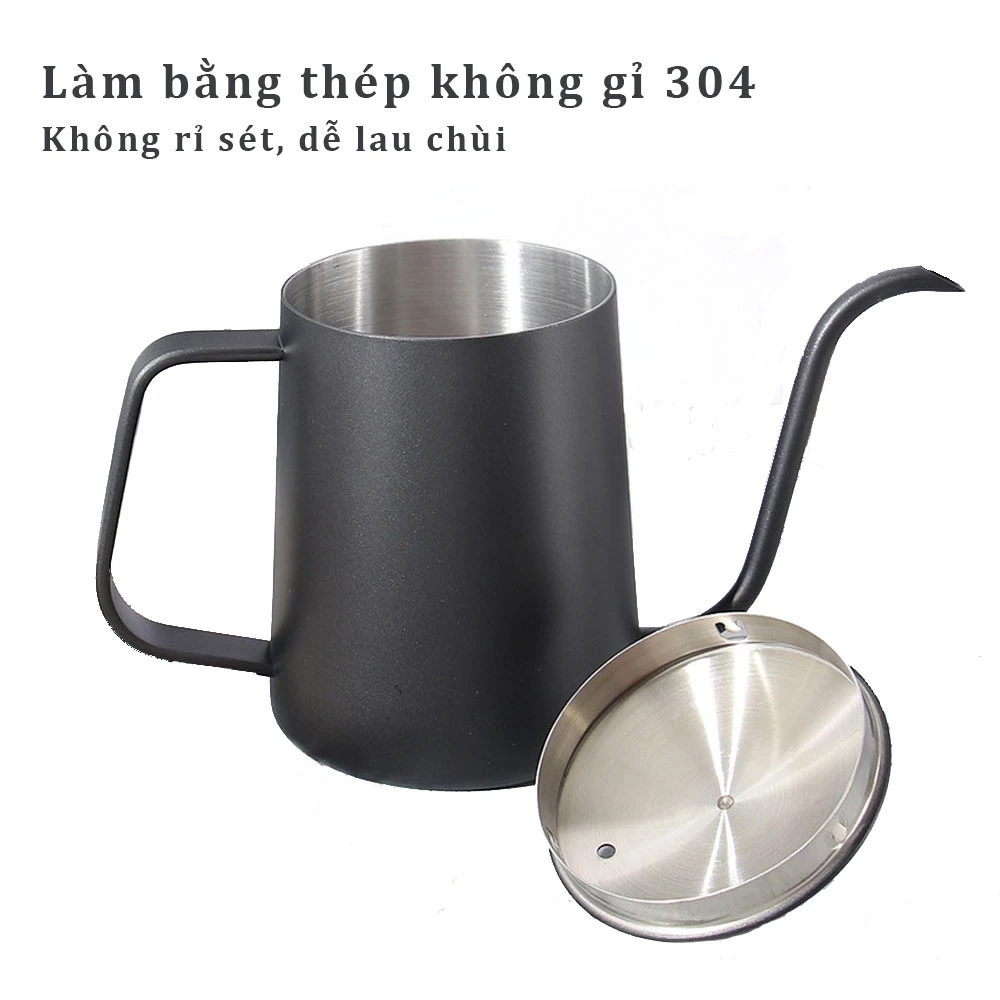 Làm bằng thép không gỉ 304
Không rỉ sét, dễ lau chùi